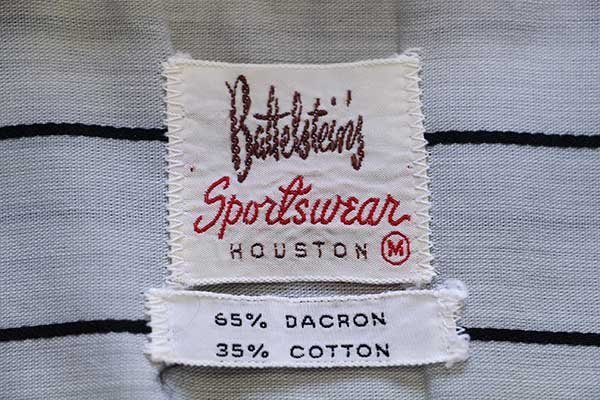 Battelstein's
Sportswear
HOUSTON M
65% DACRON
35% COTTON